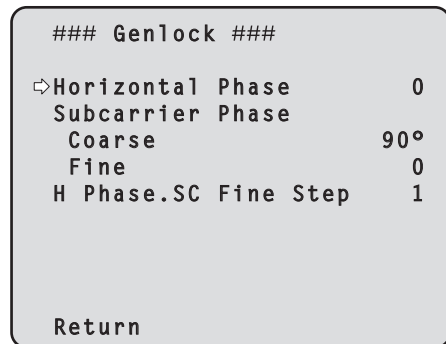 ### Genlock ###
⇨Horizontal Phase 0
Subcarrier Phase
Coarse 90°
Fine 0
H Phase.SC Fine Step 1
Return